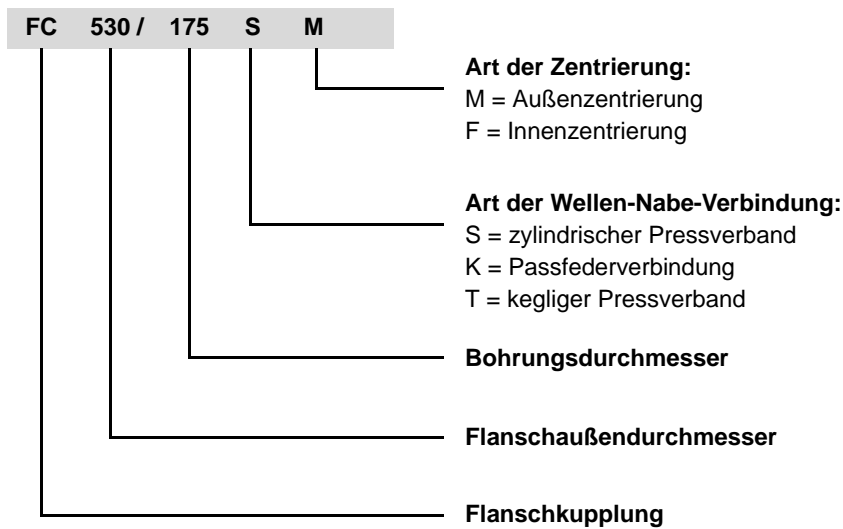 FC 530 / 175 S M
Art der Zentrierung:
M = Außenzentrierung
F = Innenzentrierung
Art der Wellen-Nabe-Verbindung:
S = zylindrischer Pressverband
K = Passfederverbindung
T = kegliger Pressverband
Bohrungsdurchmesser
Flanschaußendurchmesser
Flanschkupplung